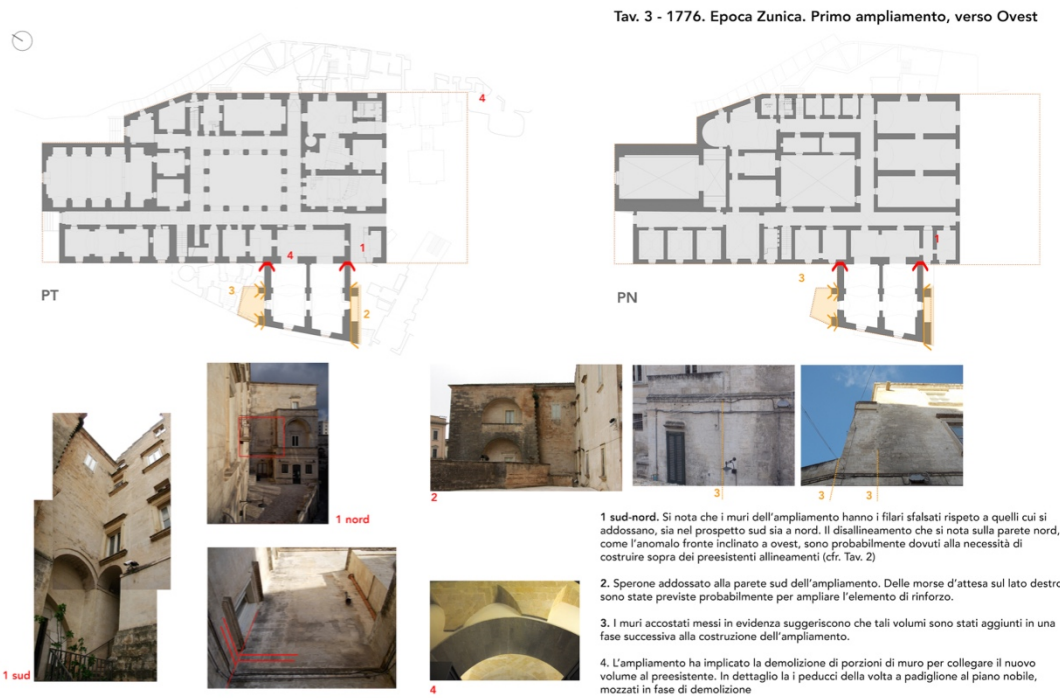 Tav. 3 - 1776. Epoca Zunica. Primo ampliamento, verso Ovest
4
1
4
3
2
PT
1
3
PN
1 nord
2
3
3
3
1 sud
4
1 sud-nord. Si nota che i muri dell'ampliamento hanno i filari sfalsati rispeto a quelli cui si
addossano, sia nel prospetto sud sia a nord. Il disallineamento che si nota sulla parete nord,
come l'anomalo fronte inclinato a ovest, sono probabilmente dovuti alla necessità di
costruire sopra dei preesistenti allineamenti (cfr. Tav. 2)
2. Sperone addossato alla parete sud dell'ampliamento. Delle morse d'attesa sul lato destro
sono state previste probabilmente per ampliare l'elemento di rinforzo.
3. I muri accostati messi in evidenza suggeriscono che tali volumi sono stati aggiunti in una
fase successiva alla costruzione dell'ampliamento.
4. L'ampliamento ha implicato la demolizione di porzioni di muro per collegare il nuovo
volume al preesistente. In dettaglio la i peducci della volta a padiglione al piano nobile,
mozzati in fase di demolizione